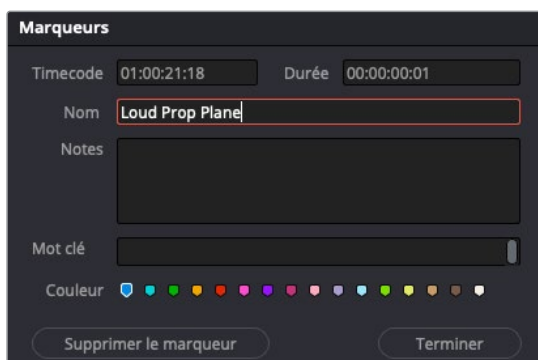 Marqueurs
Timecode 01:00:21:18 Durée 00:00:00:01
Nom Loud Prop Plane
Notes
Mot clé
Couleur
Supprimer le marqueur Terminer